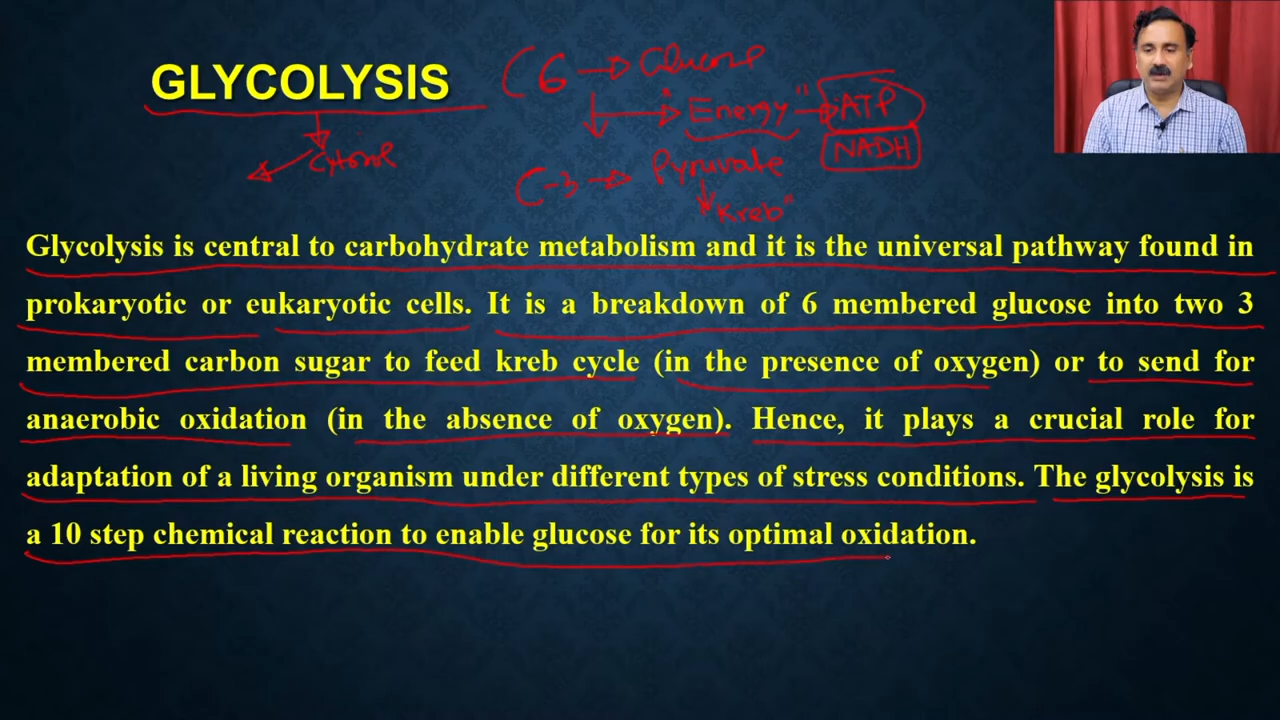 GLYCOLYSIS
C6 → Glucose
Energy" → ATP
NADH
Cytosol
C-3 → Pyruvate
Kreb"
Glycolysis is central to carbohydrate metabolism and it is the universal pathway found in
prokaryotic or eukaryotic cells. It is a breakdown of 6 membered glucose into two 3
membered carbon sugar to feed kreb cycle (in the presence of oxygen) or to send for
anaerobic oxidation (in the absence of oxygen). Hence, it plays a crucial role for
adaptation of a living organism under different types of stress conditions. The glycolysis is
a 10 step chemical reaction to enable glucose for its optimal oxidation.